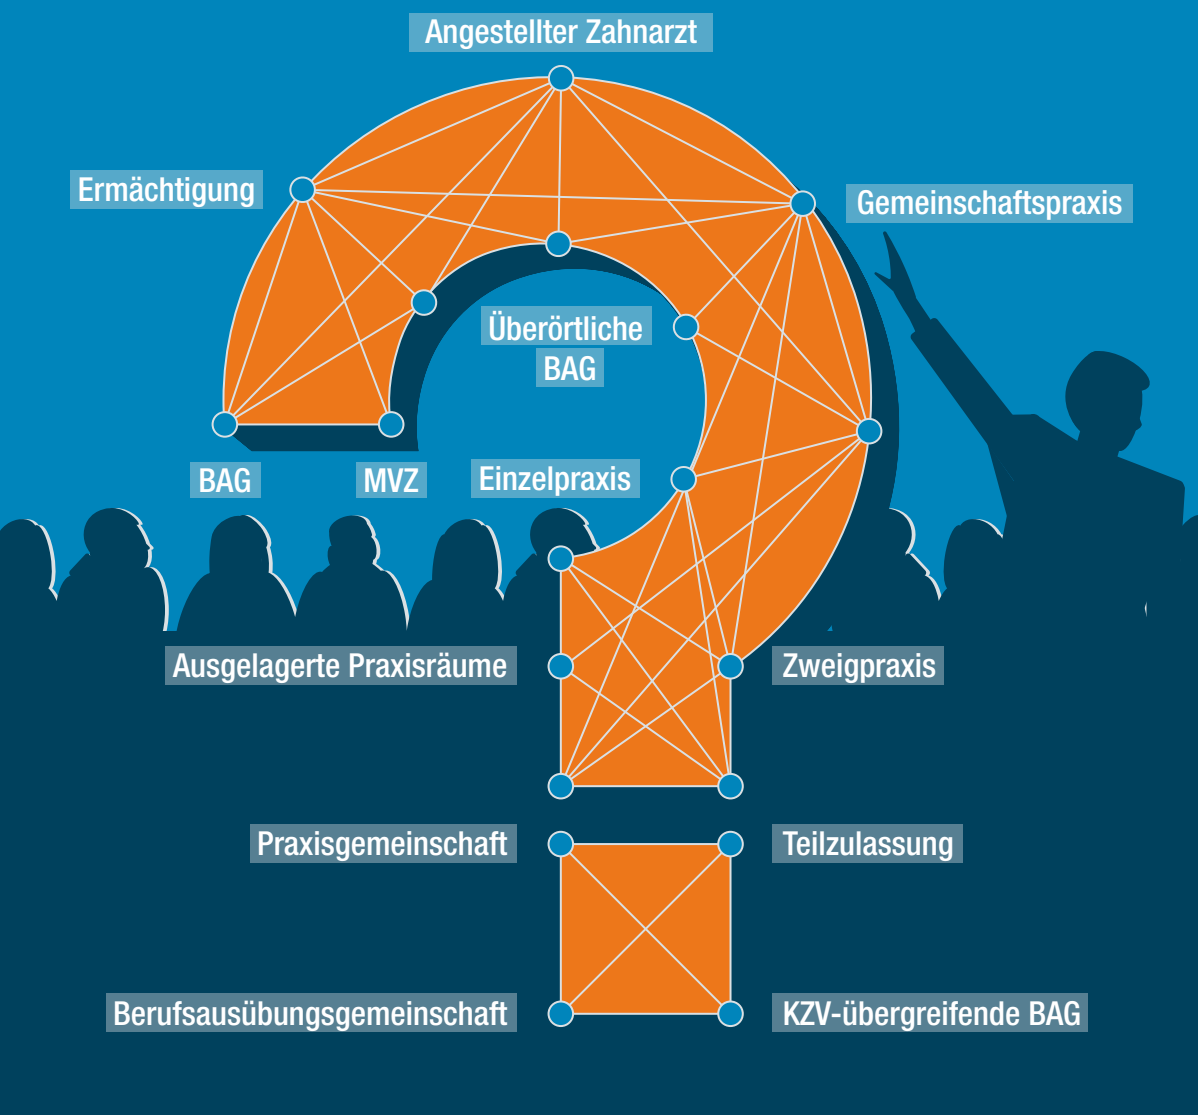 Angestellter Zahnarzt
Ermächtigung
Gemeinschaftspraxis
Überörtliche
BAG
BAG
MVZ
Einzelpraxis
Ausgelagerte Praxisräume
Zweigpraxis
Praxisgemeinschaft
Teilzulassung
Berufsausübungsgemeinschaft
KZV-übergreifende BAG